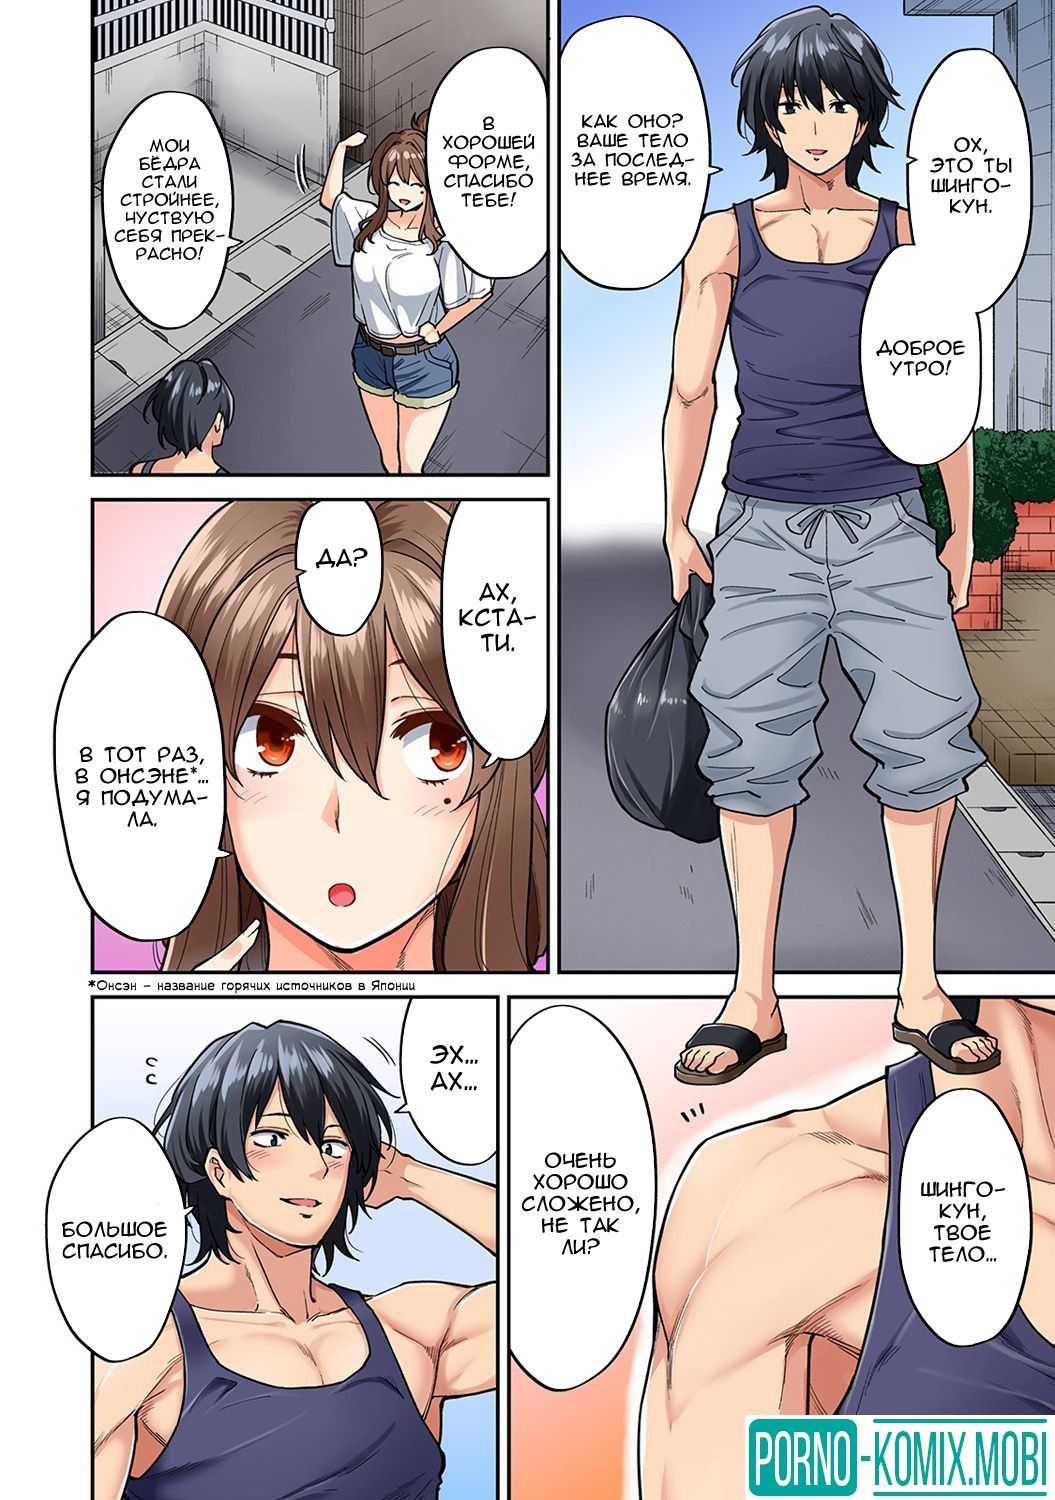 ОХ,
ЭТО ТЫ
ШИНГО-
КУН.
ДОБРОЕ
УТРО!
КАК ОНО?
ВАШЕ ТЕЛО
ЗА ПОСЛЕД-
НЕЕ ВРЕМЯ.
В
ХОРОШЕЙ
ФОРМЕ,
СПАСИБО
ТЕБЕ!
МОИ
БЁДРА
СТАЛИ
СТРОЙНЕЕ,
ЧУСТВУЮ
СЕБЯ ПРЕК-
РАСНО!
АХ,
КСТА-
ТИ.
ДА?
В ТОТ РАЗ,
В ОНСЭНЕ*...
Я ПОДУМА-
ЛА.
*Онсэн – название горячих источников в Японии
ШИНГО-
КУН,
ТВОЕ
ТЕЛО...
ОЧЕНЬ
ХОРОШО
СЛОЖЕНО,
НЕ ТАК
ЛИ?
ЭХ...
АХ...
БОЛЬШОЕ
СПАСИБО.
PORNO-KOMIX.MOBI